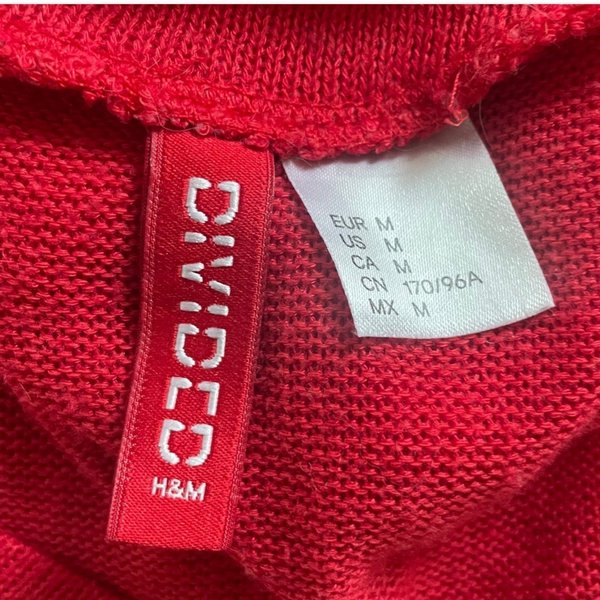 DIVIDED
H&M
EUR M
US M
CA M
CN 170/96A
MX M